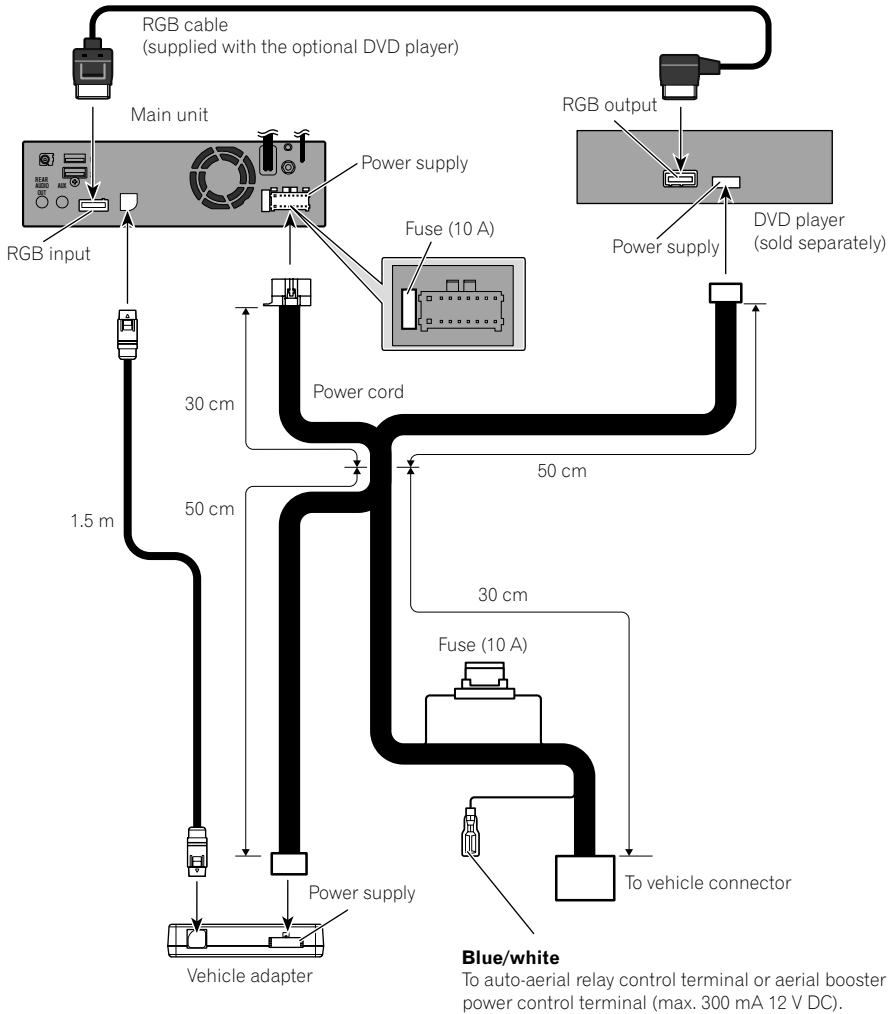 RGB cable
(supplied with the optional DVD player)
Main unit
RGB output
REAR
AUDIO
OUT
AUX
Power supply
Fuse (10 A)
RGB input
Power supply
DVD player
(sold separately)
Power cord
30 cm
50 cm
50 cm
1.5 m
30 cm
Fuse (10 A)
To vehicle connector
Power supply
Vehicle adapter
Blue/white
To auto-aerial relay control terminal or aerial booster
power control terminal (max. 300 mA 12 V DC).